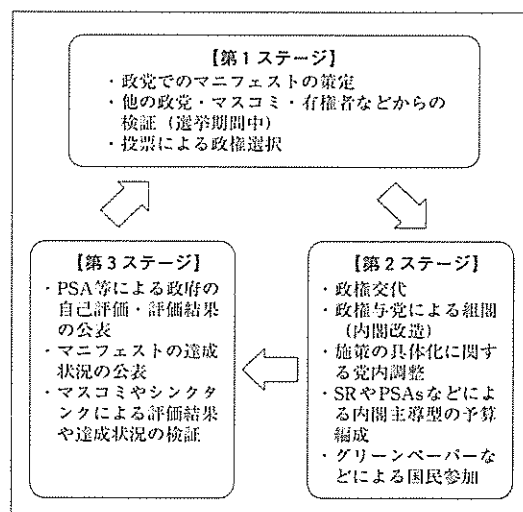 【第1ステージ】
・政党でのマニフェストの策定
・他の政党・マスコミ・有権者などからの
検証（選挙期間中）
・投票による政権選択
【第3ステージ】
・PSA等による政府の
自己評価・評価結果
の公表
・マニフェストの達成
状況の公表
・マスコミやシンクタ
ンクによる評価結果
や達成状況の検証
【第2ステージ】
・政権交代
・政権与党による組閣
（内閣改造）
・施策の具体化に関す
る党内調整
・SRやPSAsなどによ
る内閣主導型の予算
編成
・グリーンペーパーな
どによる国民参加